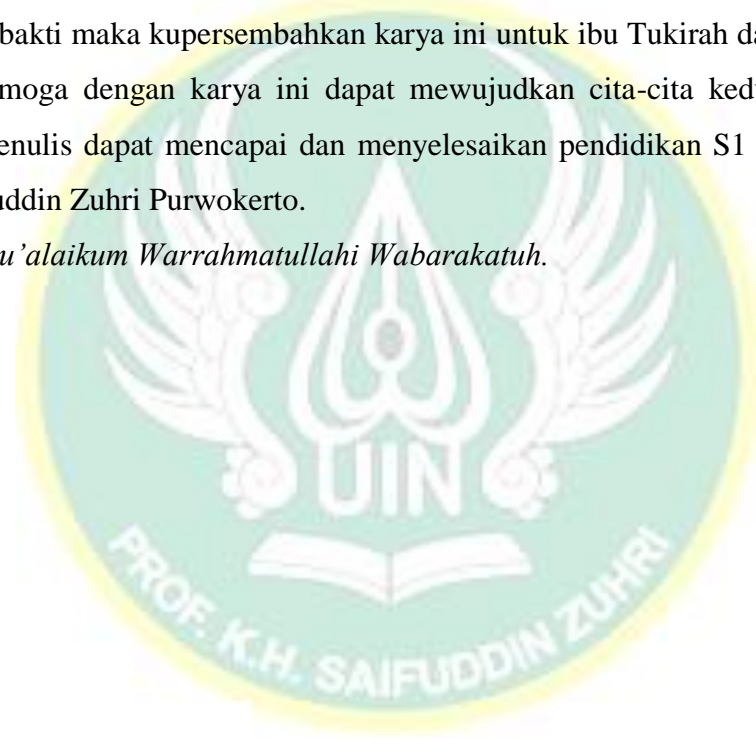 bakti maka kupersembahkan karya ini untuk ibu Tukirah da
moga dengan karya ini dapat mewujudkan cita-cita ked
enulis dapat mencapai dan menyelesaikan pendidikan S1
uddin Zuhri Purwokerto.
u’alaikum Warrahmatullahi Wabarakatuh.
UIN
PROF. K.H. SAIFUDDIN ZUHRI